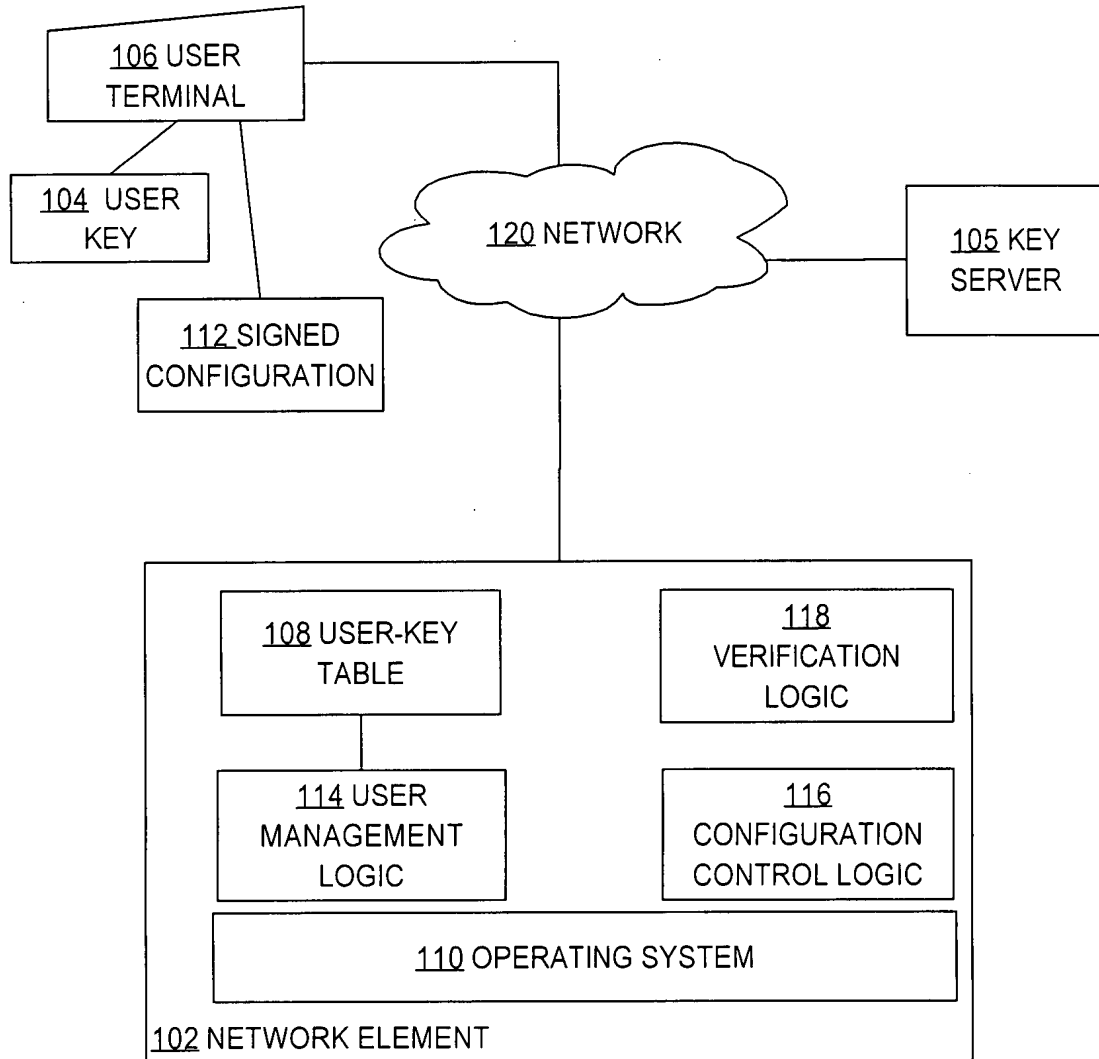 106 USER
TERMINAL
104 USER
KEY
120 NETWORK
105 KEY
SERVER
112 SIGNED
CONFIGURATION
108 USER-KEY
TABLE
118
VERIFICATION
LOGIC
114 USER
MANAGEMENT
LOGIC
116
CONFIGURATION
CONTROL LOGIC
110 OPERATING SYSTEM
102 NETWORK ELEMENT